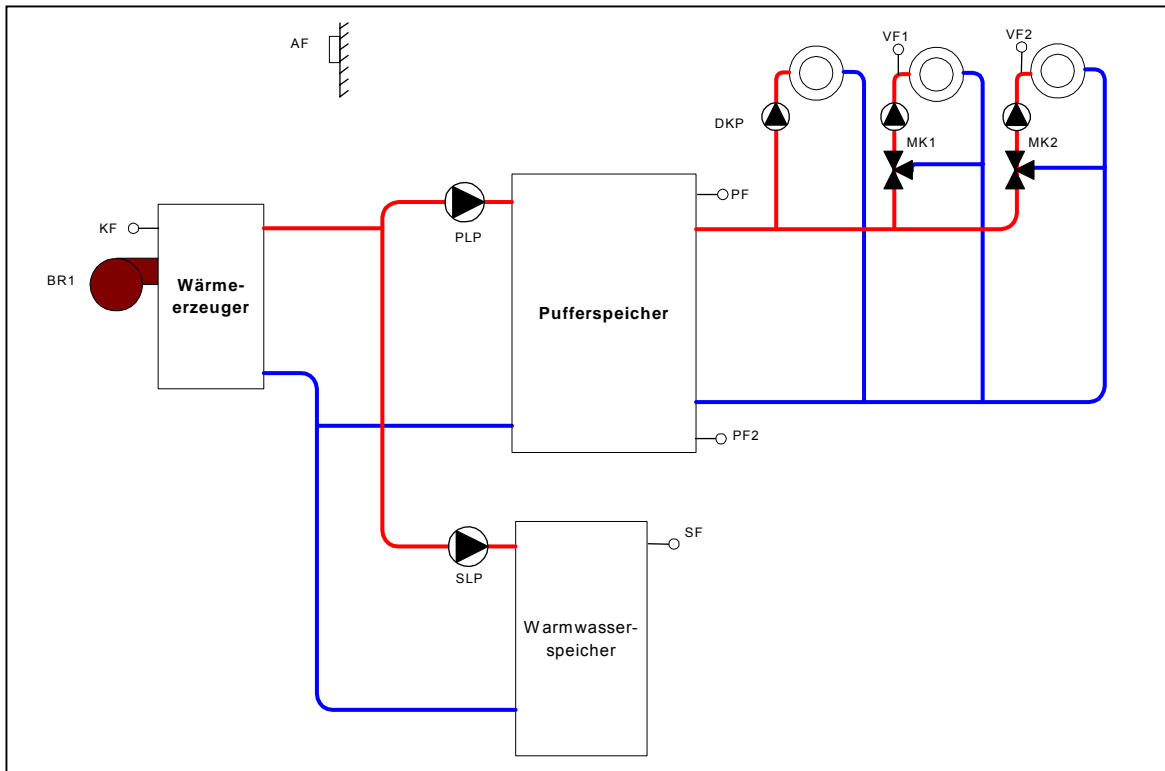 AF
VF1
VF2
DKP
MK1
MK2
PF
KF
PLP
BR1
Wärme-
erzeuger
Pufferspeicher
PF2
SF
SLP
Warmwasser-
speicher